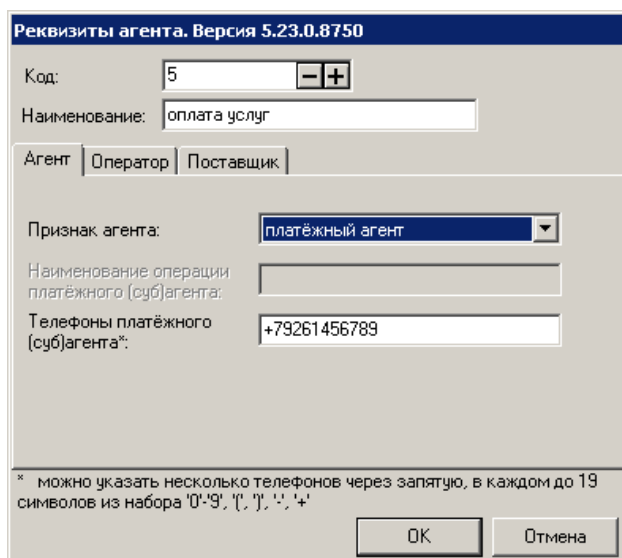 Реквизиты агента. Версия 5.23.0.8750
Код: 5
Наименование: оплата услуг
Агент Оператор Поставщик
Признак агента: платёжный агент
Наименование операции
платёжного (суб)агента:
Телефоны платёжного
(суб)агента*: +79261456789
* можно указать несколько телефонов через запятую, в каждом до 19
символов из набора '0'-'9', '(', ')', '-', '+'
OK Отмена